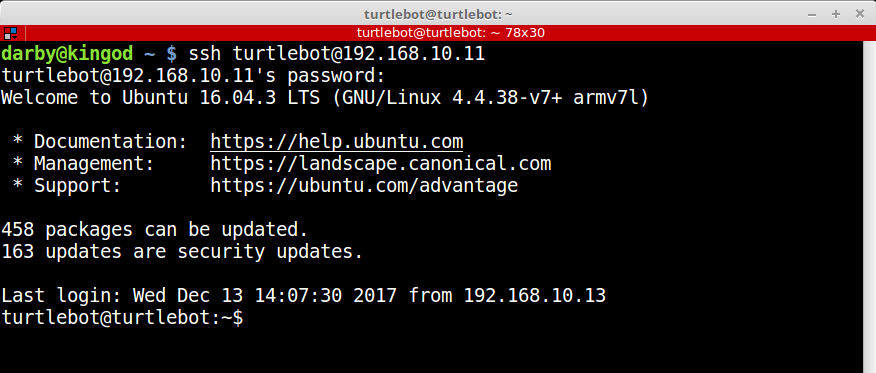 turtlebot@turtlebot: ~
turtlebot@turtlebot: ~ 78x30
darby@kingod ~ $ ssh turtlebot@192.168.10.11
turtlebot@192.168.10.11's password:
Welcome to Ubuntu 16.04.3 LTS (GNU/Linux 4.4.38-v7+ armv7l)
* Documentation:  https://help.ubuntu.com
* Management:     https://landscape.canonical.com
* Support:        https://ubuntu.com/advantage
458 packages can be updated.
163 updates are security updates.
Last login: Wed Dec 13 14:07:30 2017 from 192.168.10.13
turtlebot@turtlebot:~$